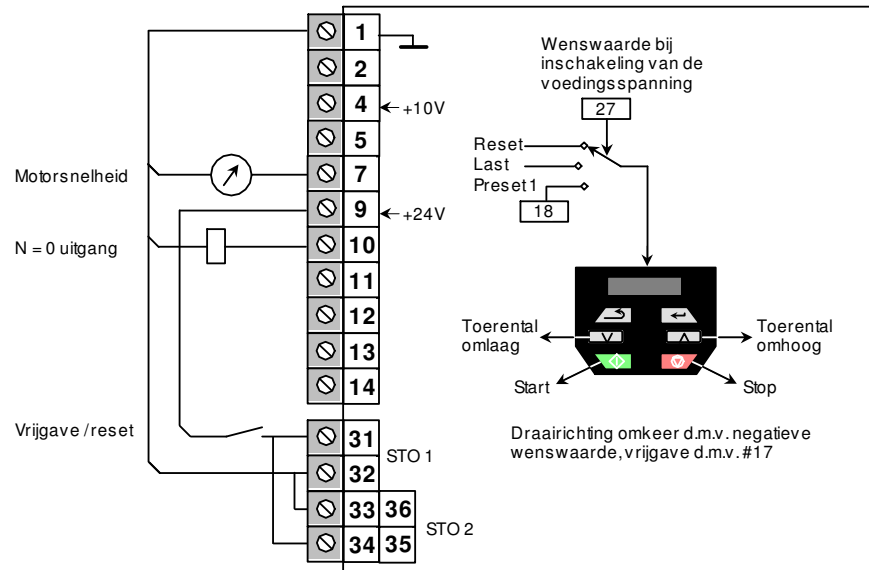 1
2
4
+10V
5
7
Motorsnelheid
9
+24V
10
N = 0 uitgang
11
12
13
14
Vrijgave / reset
31
STO 1
32
33 36
STO 2
34 35
Wenswaarde bij
inschakeling van de
voedingsspanning
27
Reset
Last
Preset1
18
Toerental
omlaag
Toerental
omhoog
Start
Stop
Draairichting omkeer d.m.v. negatieve
wenswaarde, vrijgave d.m.v. #17